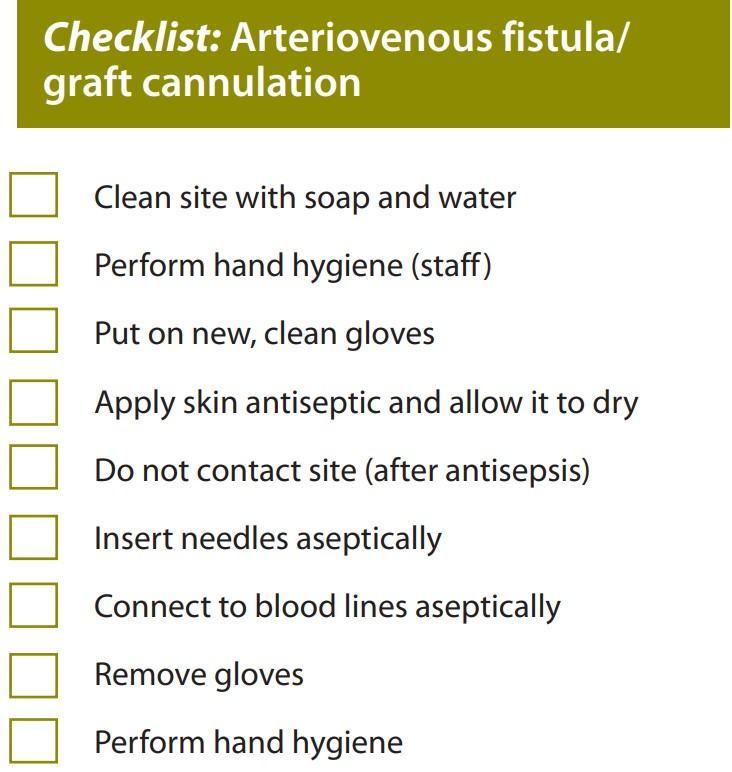 Checklist: Arteriovenous fistula/
graft cannulation
Clean site with soap and water
Perform hand hygiene (staff)
Put on new, clean gloves
Apply skin antiseptic and allow it to dry
Do not contact site (after antisepsis)
Insert needles aseptically
Connect to blood lines aseptically
Remove gloves
Perform hand hygiene